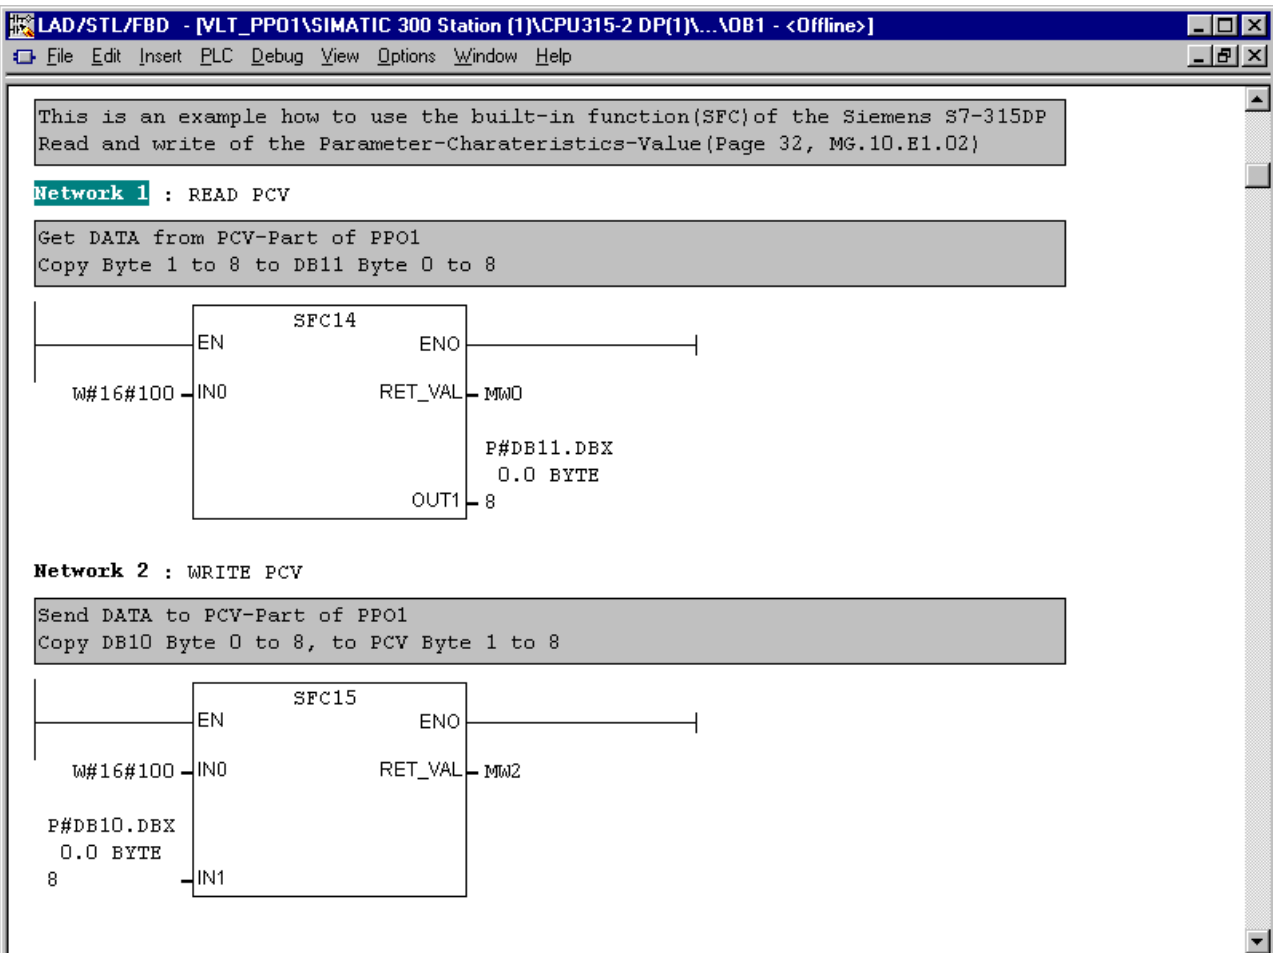 LAD/STL/FBD - [VLT_PPO1\SIMATIC 300 Station (1)\CPU315-2 DP(1)\...\OB1 - <Offline>]
File Edit Insert PLC Debug View Options Window Help
This is an example how to use the built-in function(SFC)of the Siemens S7-315DP
Read and write of the Parameter-Charateristics-Value(Page 32, MG.10.E1.02)
Network 1 : READ PCV
Get DATA from PCV-Part of PPO1
Copy Byte 1 to 8 to DB11 Byte 0 to 8
SFC14
EN ENO
W#16#100 IN0 RET_VAL MW0
P#DB11.DBX
0.0 BYTE
OUT1 8
Network 2 : WRITE PCV
Send DATA to PCV-Part of PPO1
Copy DB10 Byte 0 to 8, to PCV Byte 1 to 8
SFC15
EN ENO
W#16#100 IN0 RET_VAL MW2
P#DB10.DBX
0.0 BYTE
8 IN1